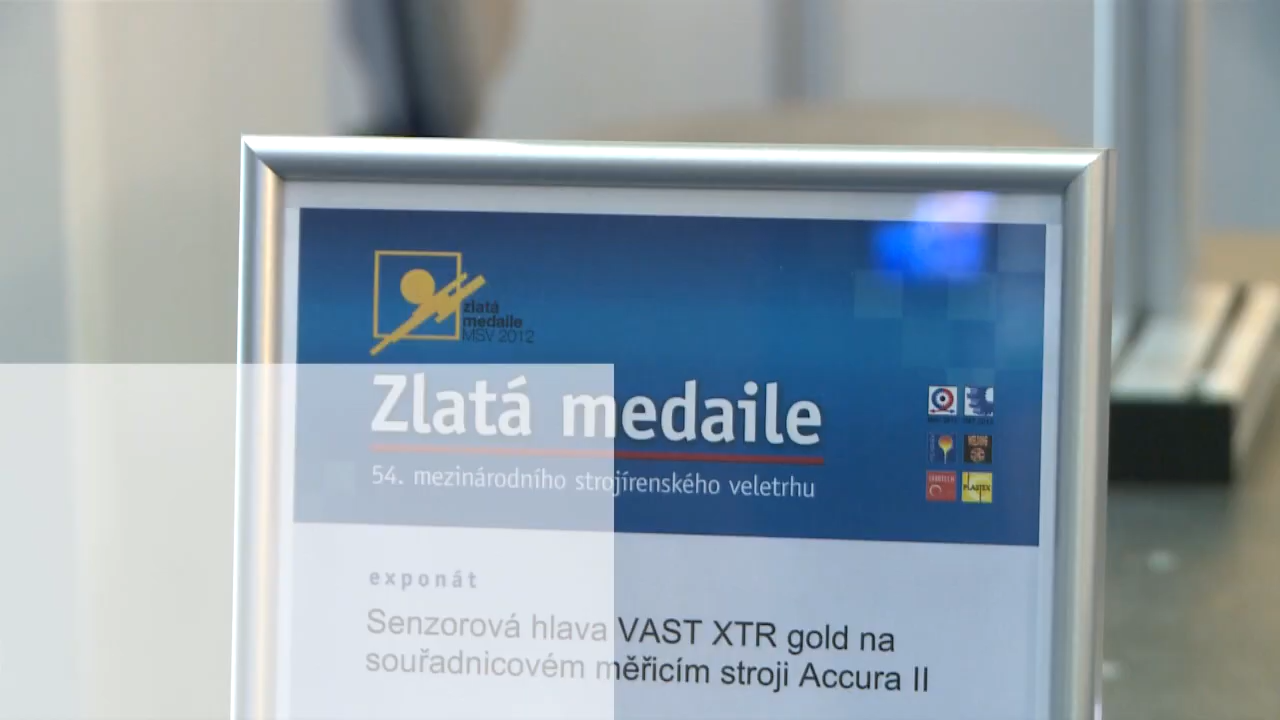 zlatá
medaile
MSV 2012
Zlatá medaile
54. mezinárodního strojírenského veletrhu
WELDING
PLASTEX
exponát
Senzorová hlava VAST XTR gold na
souřadnicovém měřicím stroji Accura II